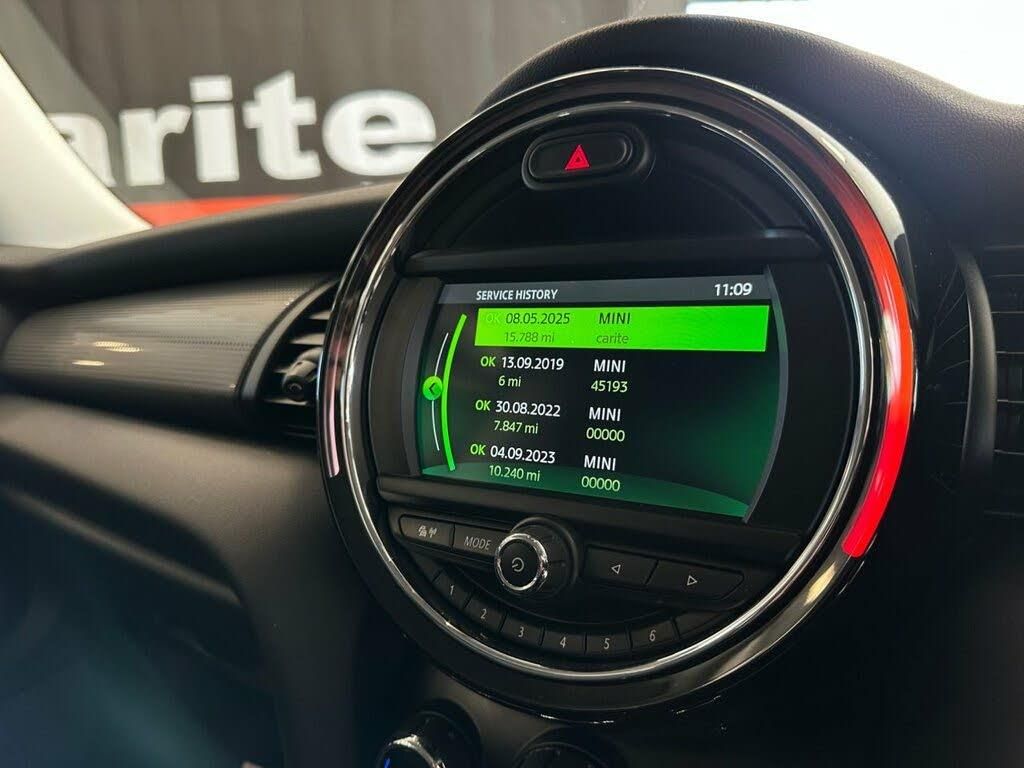 arite
SERVICE HISTORY 11:09
OK 08.05.2025 MINI
15.788 mi carite
OK 13.09.2019 MINI
6 mi 45193
OK 30.08.2022 MINI
7.847 mi 00000
OK 04.09.2023 MINI
10.240 mi 00000
MODE
1 2 3 4 5 6